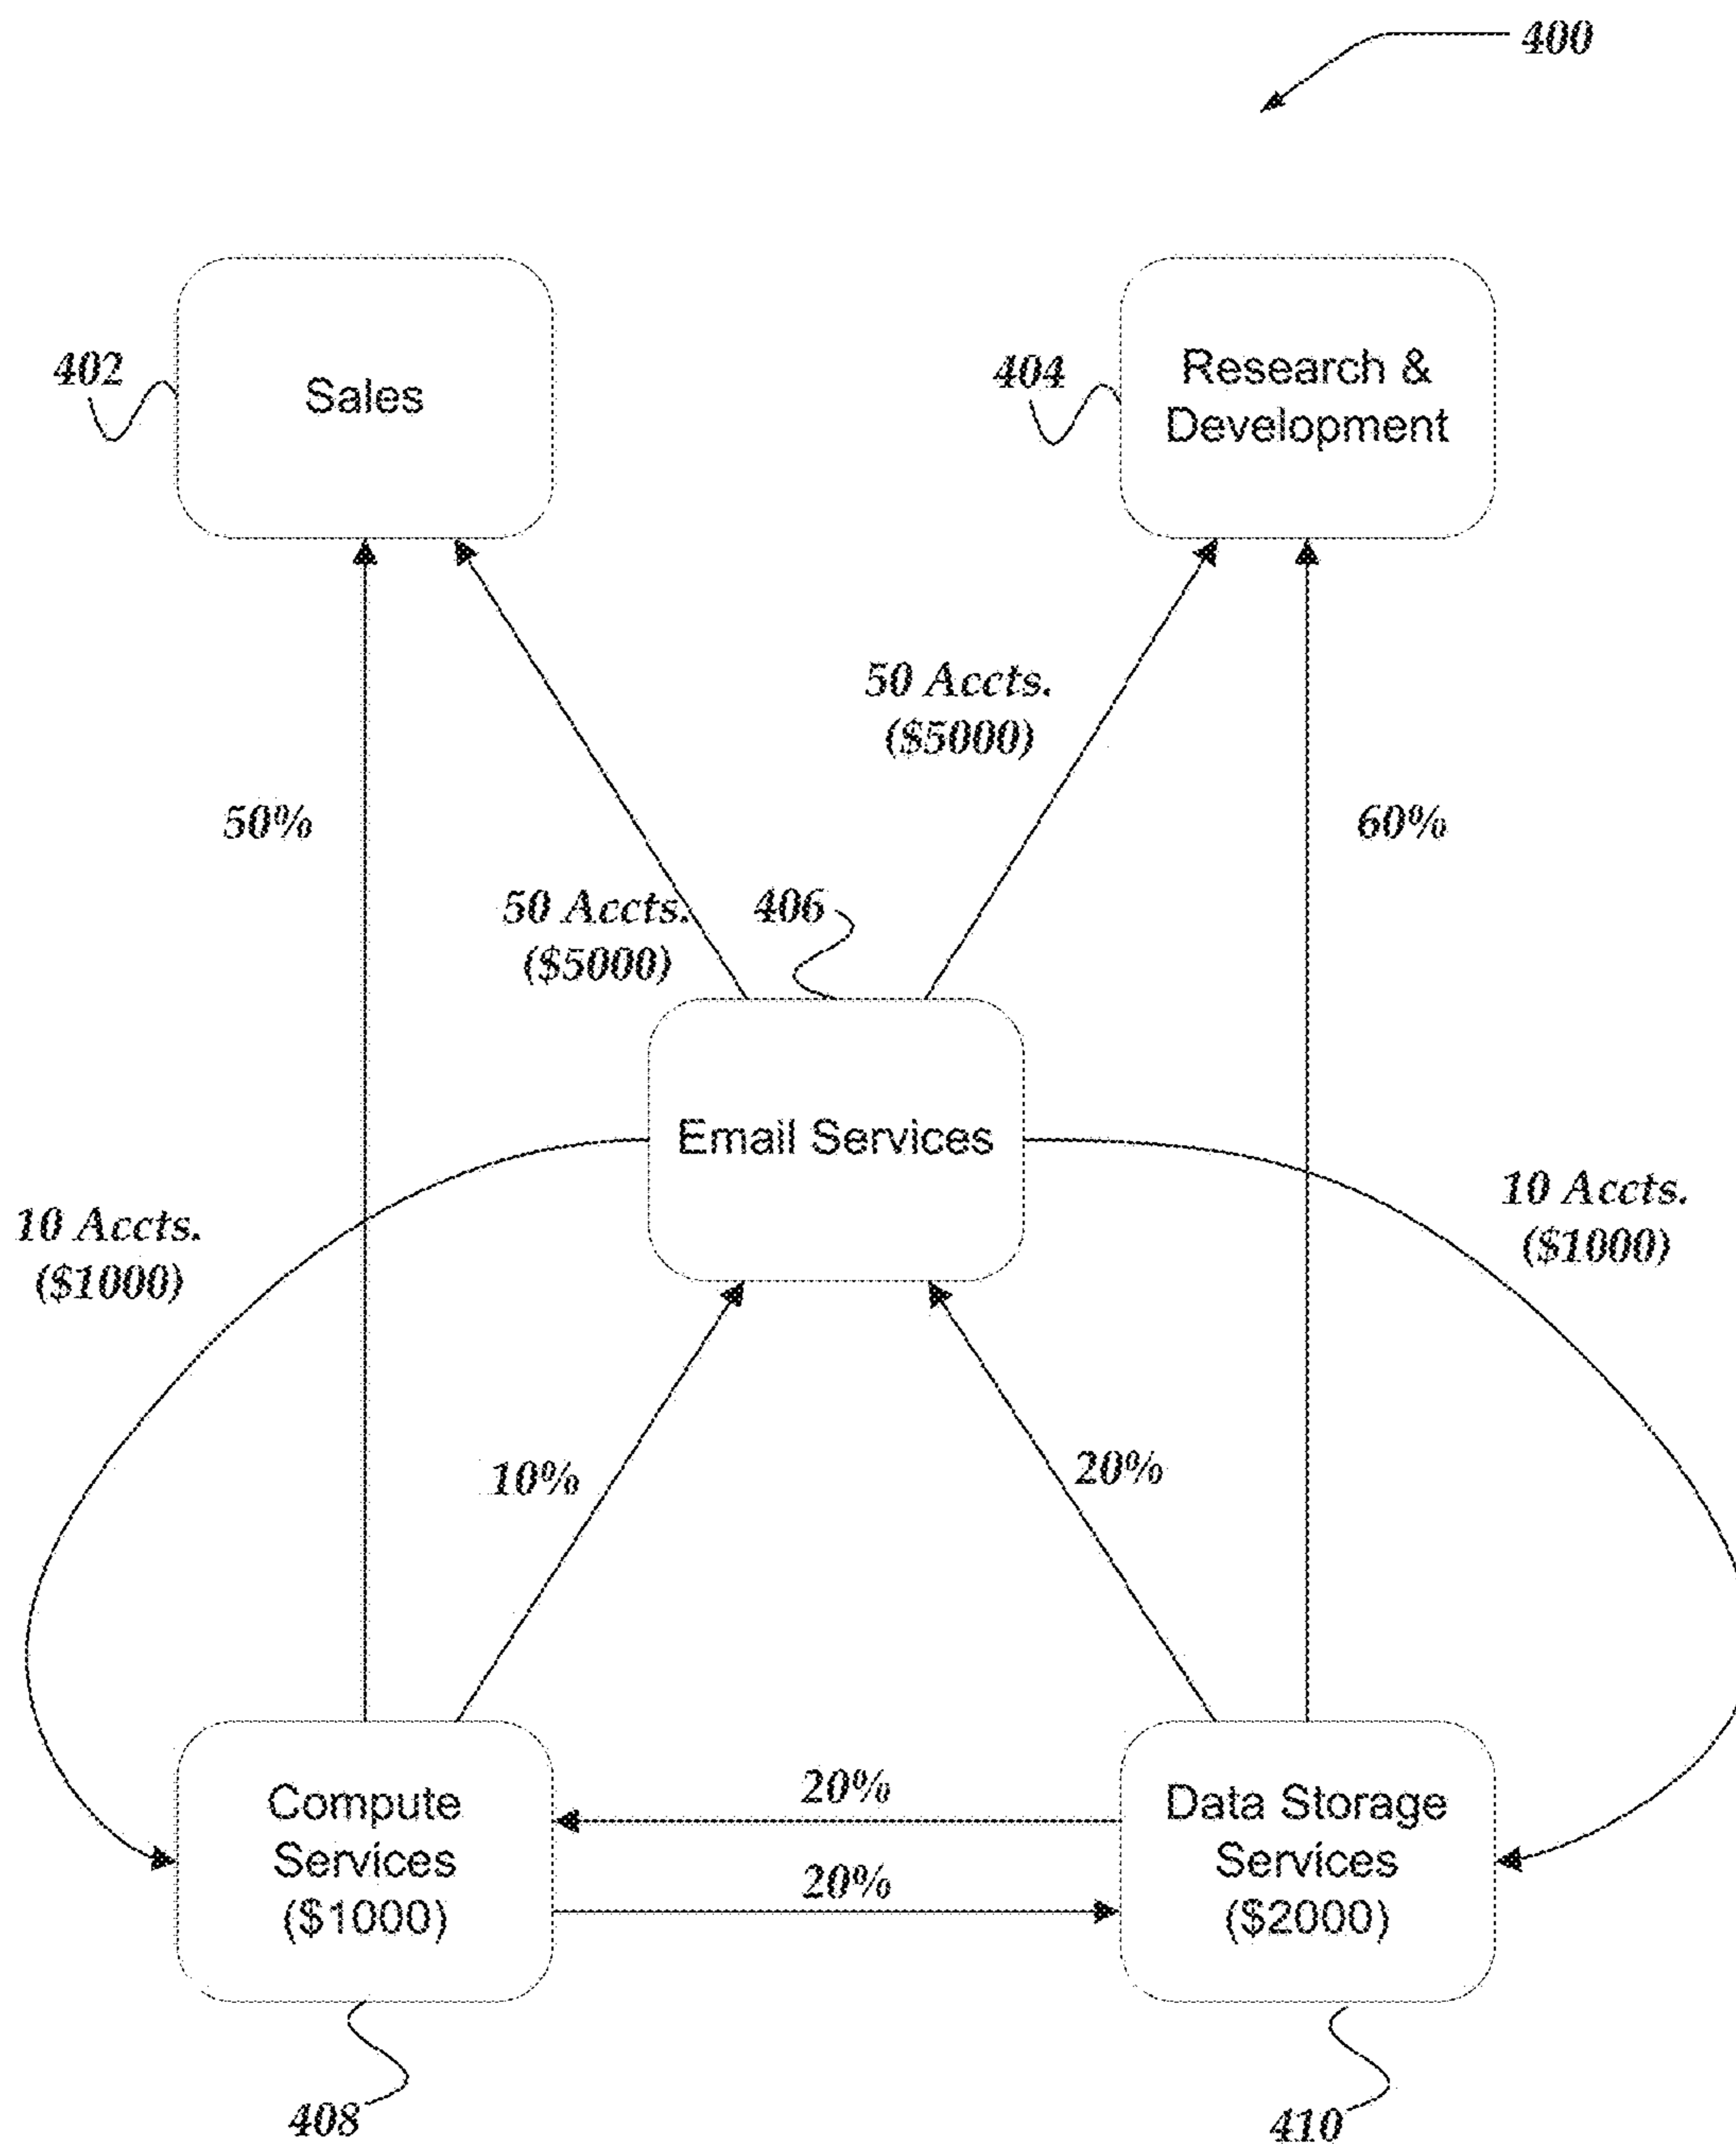 400
402
Sales
404
Research &
Development
50 Accts.
($5000)
50%
60%
50 Accts.
($5000)
406
Email Services
10 Accts.
($1000)
10 Accts.
($1000)
10%
20%
Compute
Services
($1000)
20%
20%
Data Storage
Services
($2000)
408
410